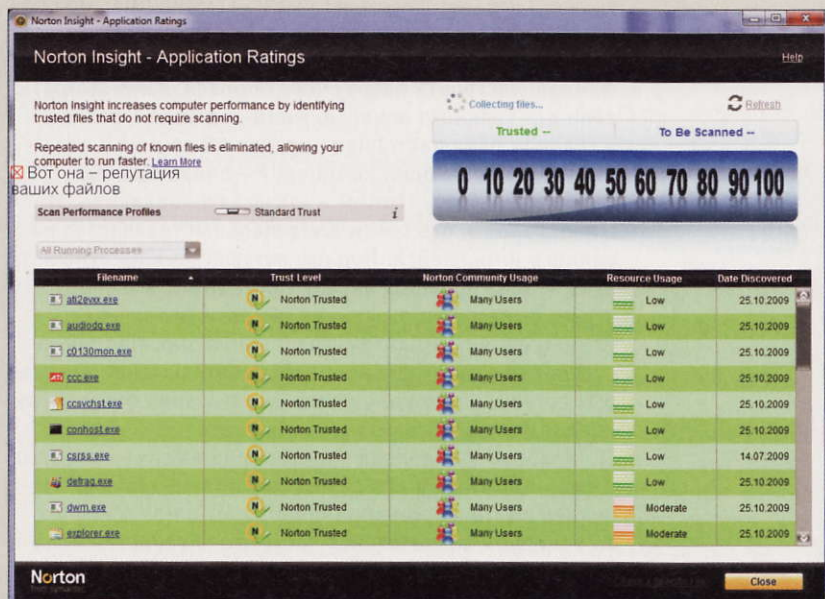 Norton Insight - Application Ratings
Norton Insight - Application Ratings
Help
Norton Insight increases computer performance by identifying
trusted files that do not require scanning.
Repeated scanning of known files is eliminated, allowing your
computer to run faster. Learn More
Вот она – репутация
ваших файлов
Collecting files...
Refresh
Trusted --
To Be Scanned --
0 10 20 30 40 50 60 70 80 90 100
Scan Performance Profiles
Standard Trust
i
All Running Processes
Filename Trust Level Norton Community Usage Resource Usage Date Discovered
ati2evxx.exe Norton Trusted Many Users Low 25.10.2009
audiodg.exe Norton Trusted Many Users Low 25.10.2009
c0130mon.exe Norton Trusted Many Users Low 25.10.2009
ATI ccc.exe Norton Trusted Many Users Low 25.10.2009
ccsvchst.exe Norton Trusted Many Users Low 25.10.2009
conhost.exe Norton Trusted Many Users Low 25.10.2009
csrss.exe Norton Trusted Many Users Low 14.07.2009
defrag.exe Norton Trusted Many Users Low 25.10.2009
dwm.exe Norton Trusted Many Users Moderate 25.10.2009
explorer.exe Norton Trusted Many Users Moderate 25.10.2009
Norton
from symantec
Close